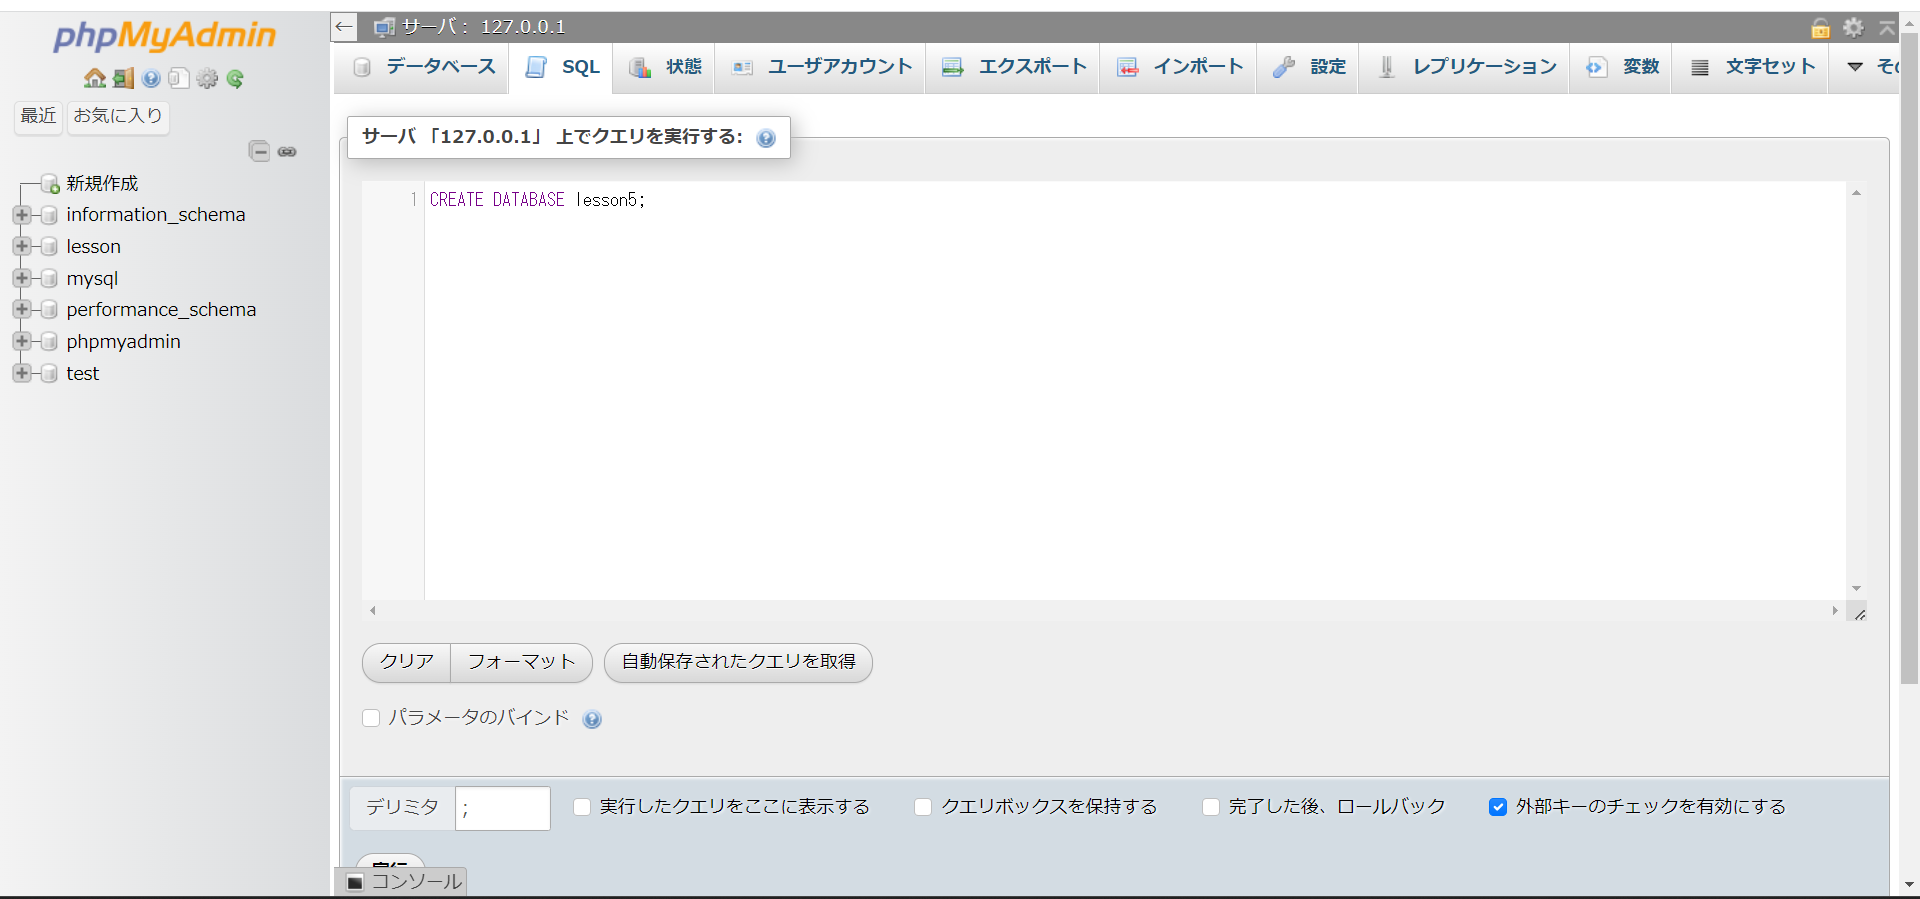 phpMyAdmin
最近 お気に入り
新規作成
information_schema
lesson
mysql
performance_schema
phpmyadmin
test
サーバ： 127.0.0.1
データベース SQL 状態 ユーザアカウント エクスポート インポート 設定 レプリケーション 変数 文字セット
サーバ 「127.0.0.1」 上でクエリを実行する:
1 CREATE DATABASE lesson5;
クリア フォーマット 自動保存されたクエリを取得
パラメータのバインド
デリミタ ; 実行したクエリをここに表示する クエリボックスを保持する 完了した後、ロールバック 外部キーのチェックを有効にする
コンソール